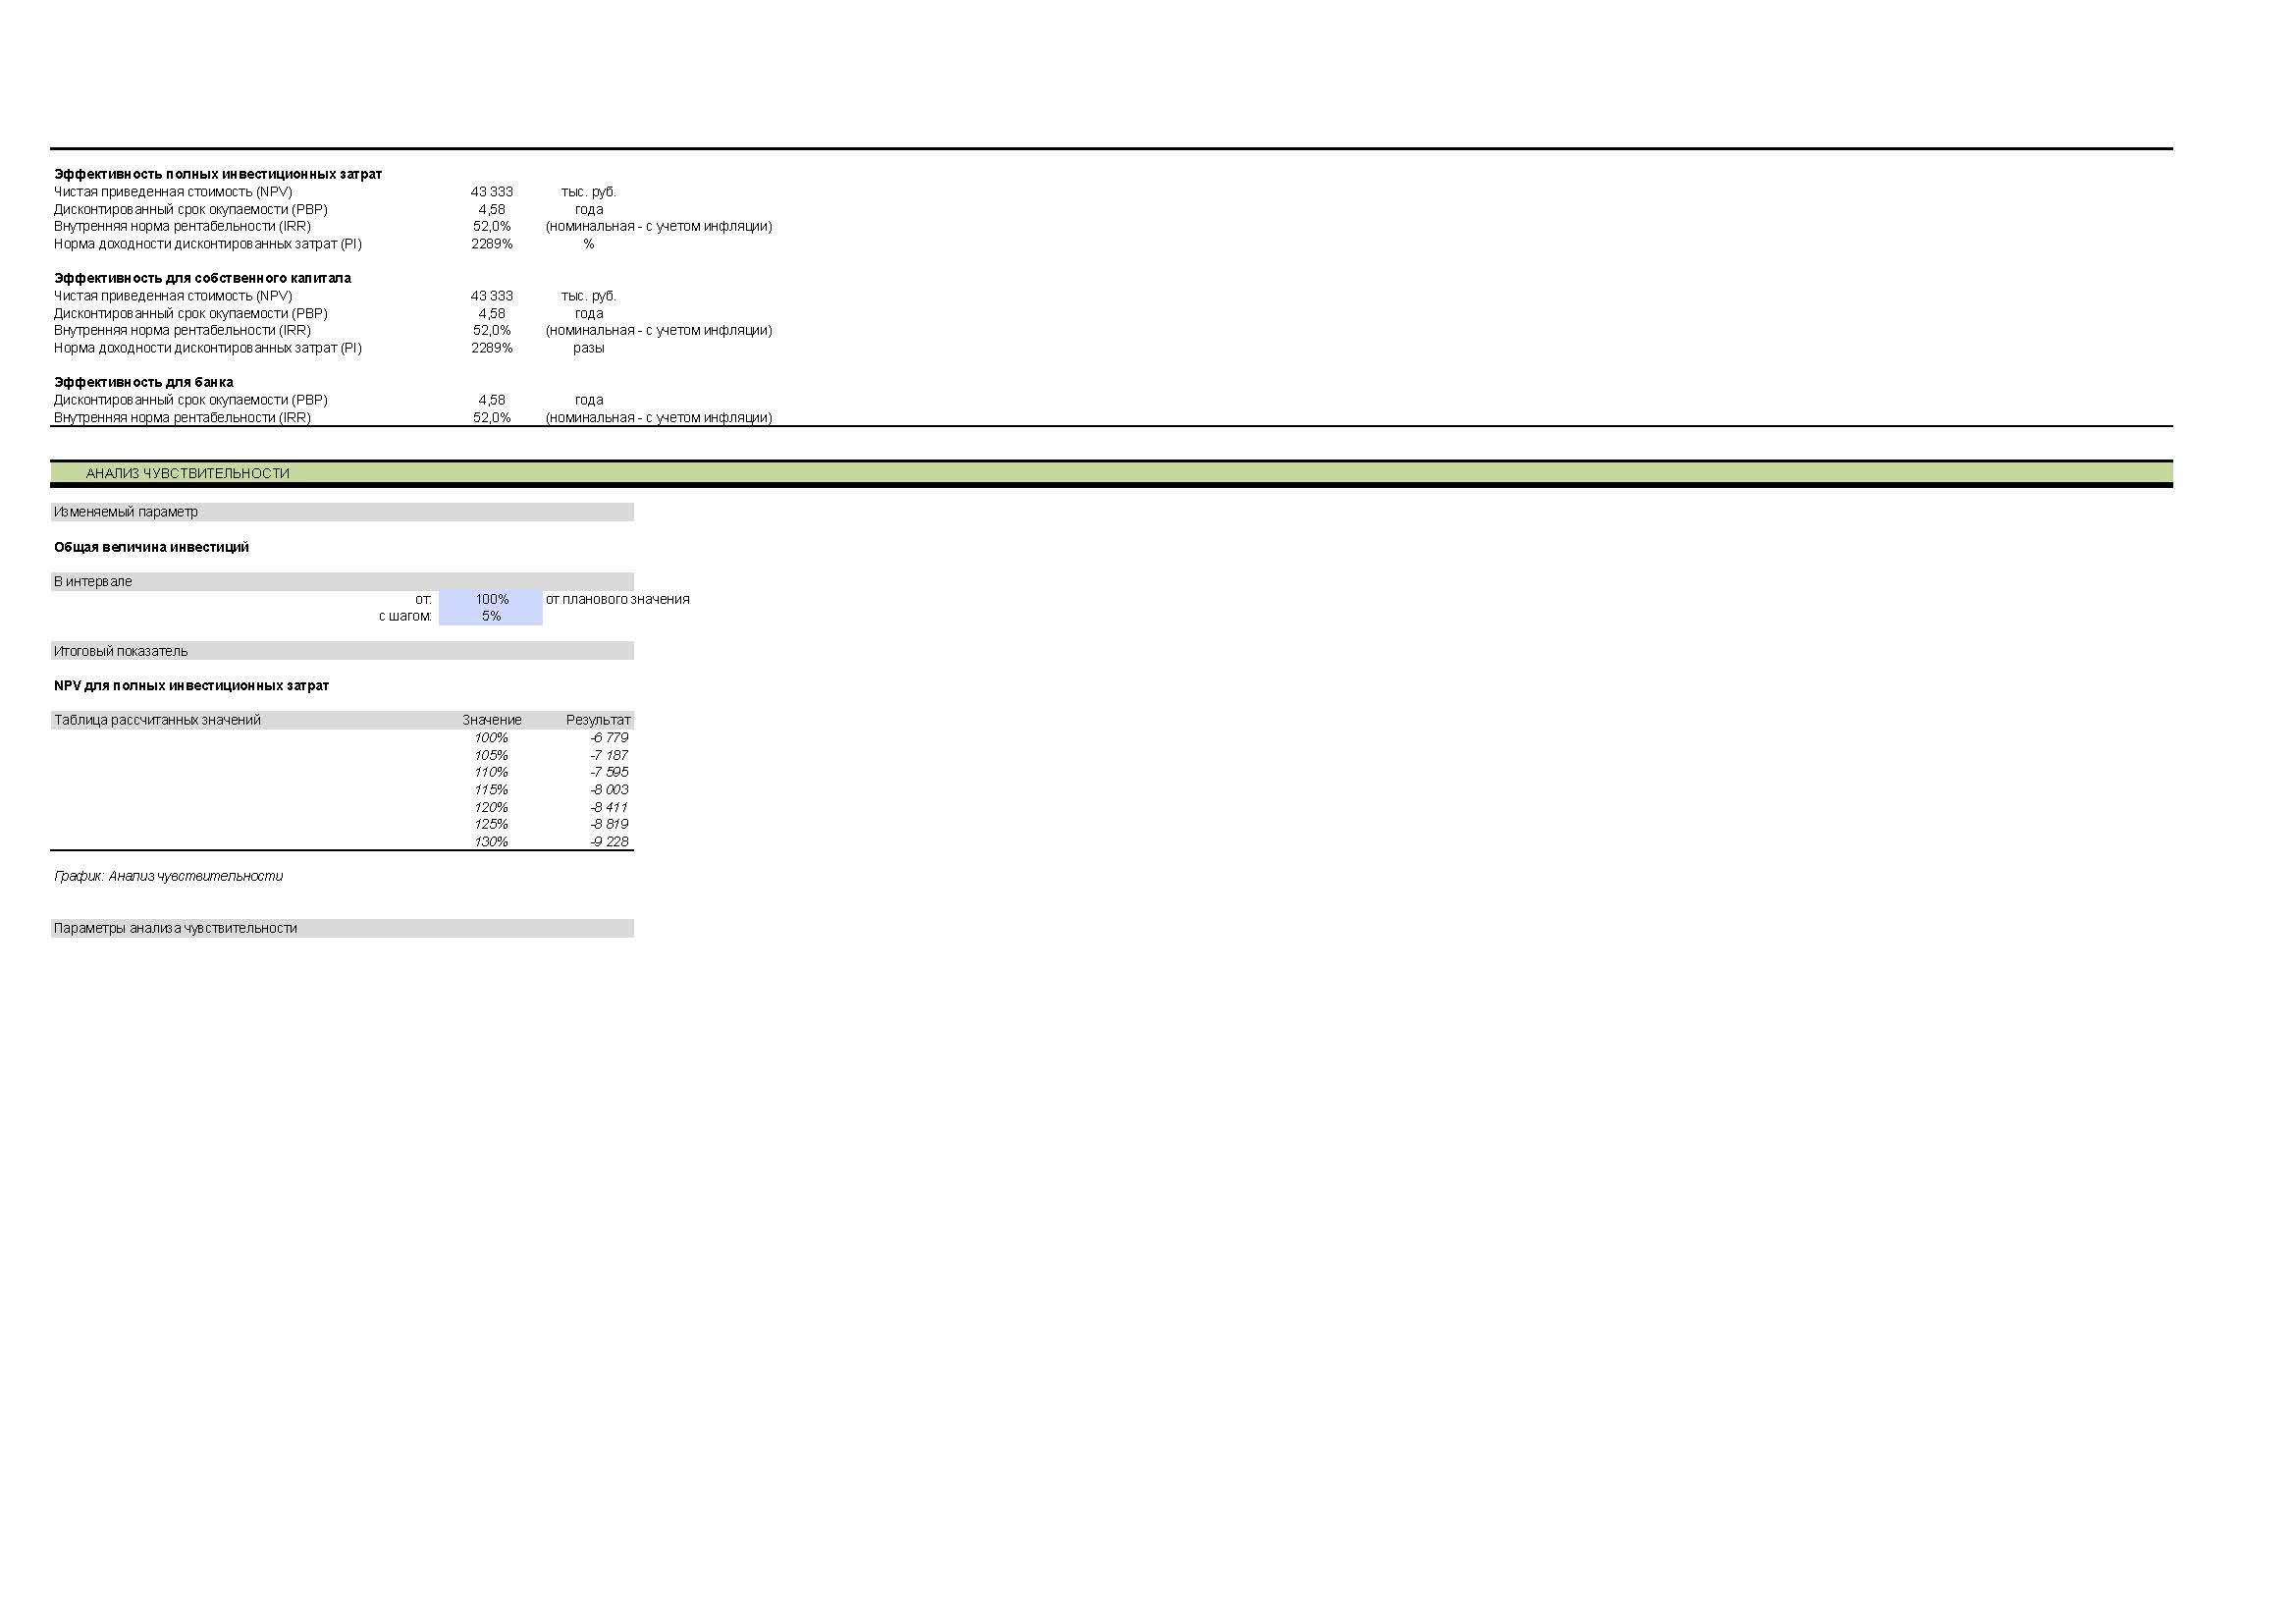 Эффективность полных инвестиционных затрат
Чистая приведенная стоимость (NPV) 43 333 тыс. руб.
Дисконтированный срок окупаемости (PBP) 4,58 года
Внутренняя норма рентабельности (IRR) 52,0% (номинальная - с учетом инфляции)
Норма доходности дисконтированных затрат (PI) 2289% %
Эффективность для собственного капитала
Чистая приведенная стоимость (NPV) 43 333 тыс. руб.
Дисконтированный срок окупаемости (PBP) 4,58 года
Внутренняя норма рентабельности (IRR) 52,0% (номинальная - с учетом инфляции)
Норма доходности дисконтированных затрат (PI) 2289% разы
Эффективность для банка
Дисконтированный срок окупаемости (PBP) 4,58 года
Внутренняя норма рентабельности (IRR) 52,0% (номинальная - с учетом инфляции)
АНАЛИЗ ЧУВСТВИТЕЛЬНОСТИ
Изменяемый параметр
Общая величина инвестиций
В интервале
от: 100% от планового значения
с шагом: 5%
Итоговый показатель
NPV для полных инвестиционных затрат
Таблица рассчитанных значений Значение Результат
100% -6 779
105% -7 187
110% -7 595
115% -8 003
120% -8 411
125% -8 819
130% -9 228
График: Анализ чувствительности
Параметры анализа чувствительности